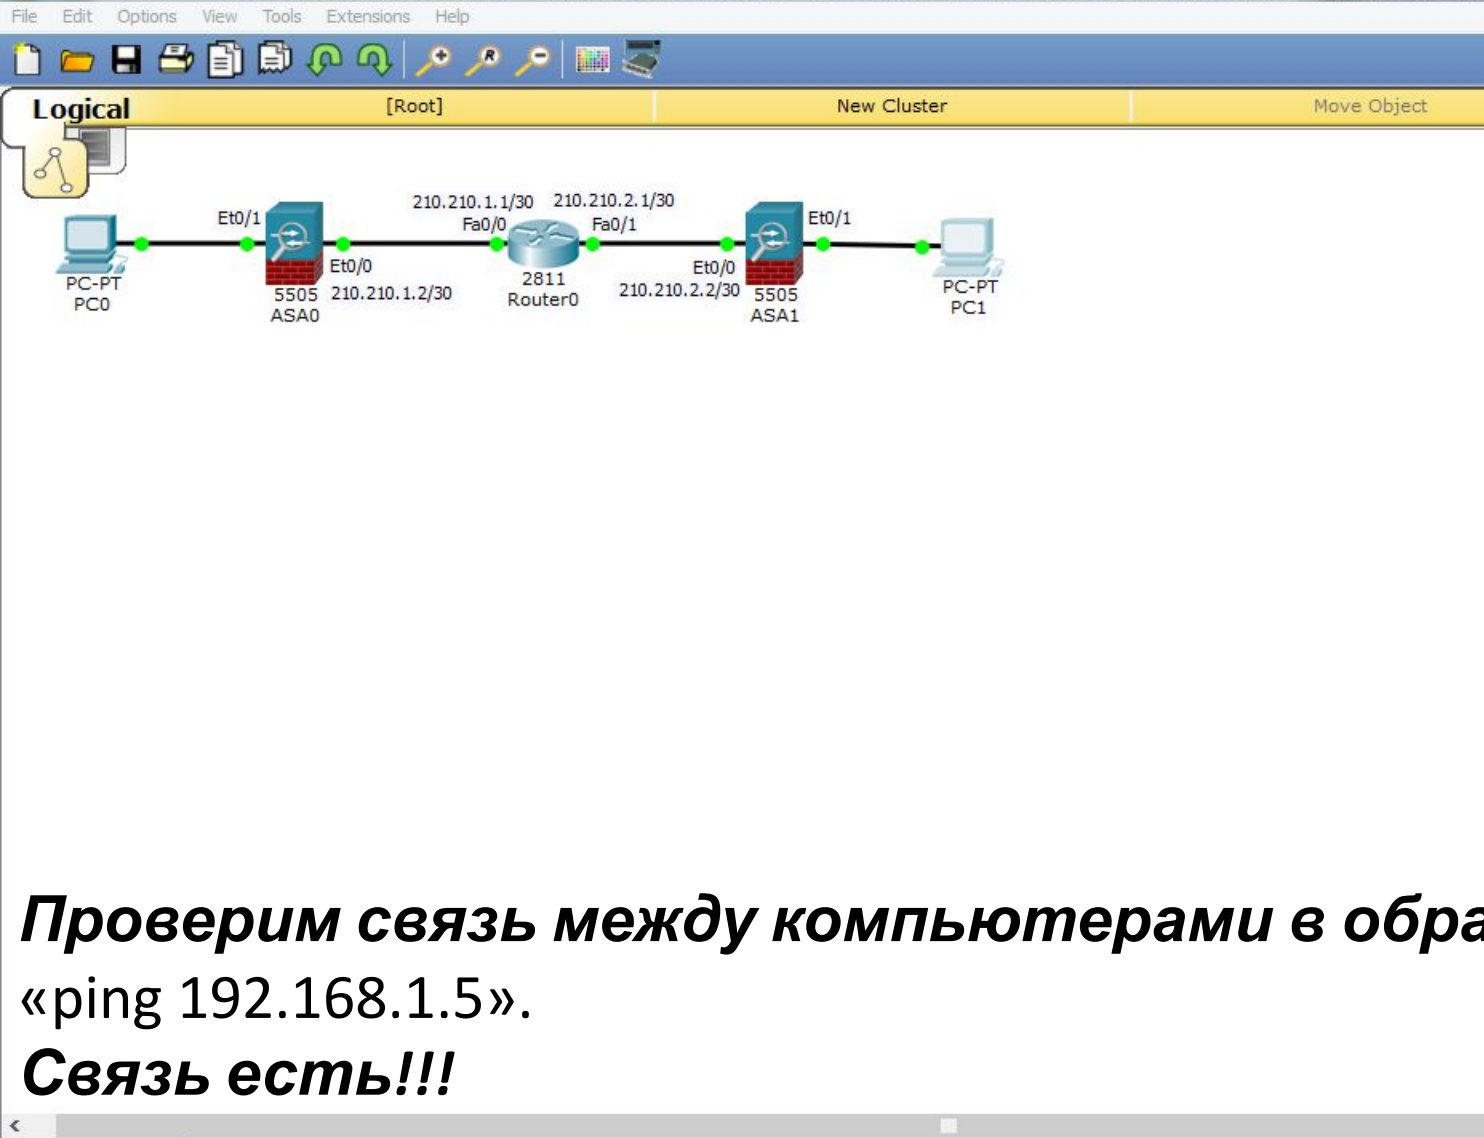 File Edit Options View Tools Extensions Help
Logical [Root] New Cluster Move Object
210.210.1.1/30 210.210.2.1/30
Et0/1 Fa0/0 Fa0/1 Et0/1
Et0/0 Et0/0
PC-PT 2811 PC-PT
PC0 5505 210.210.1.2/30 Router0 210.210.2.2/30 5505 PC1
ASA0 ASA1
Проверим связь между компьютерами в обра
«ping 192.168.1.5».
Связь есть!!!